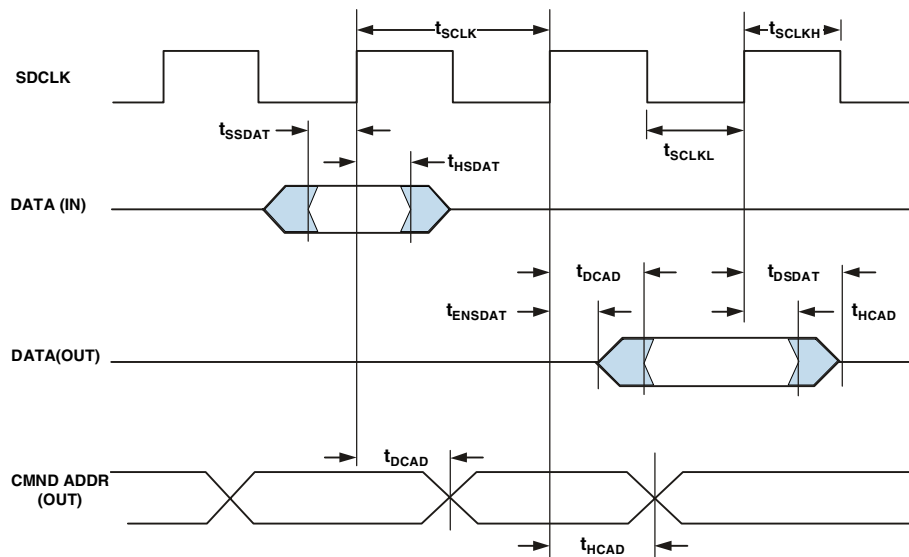 tSCLK
tSCLKH
SDCLK
tSSDAT
tSCLKL
tHSDAT
DATA (IN)
tDCAD
tDSDAT
tENSDAT
tHCAD
DATA(OUT)
tDCAD
CMND ADDR
(OUT)
tHCAD